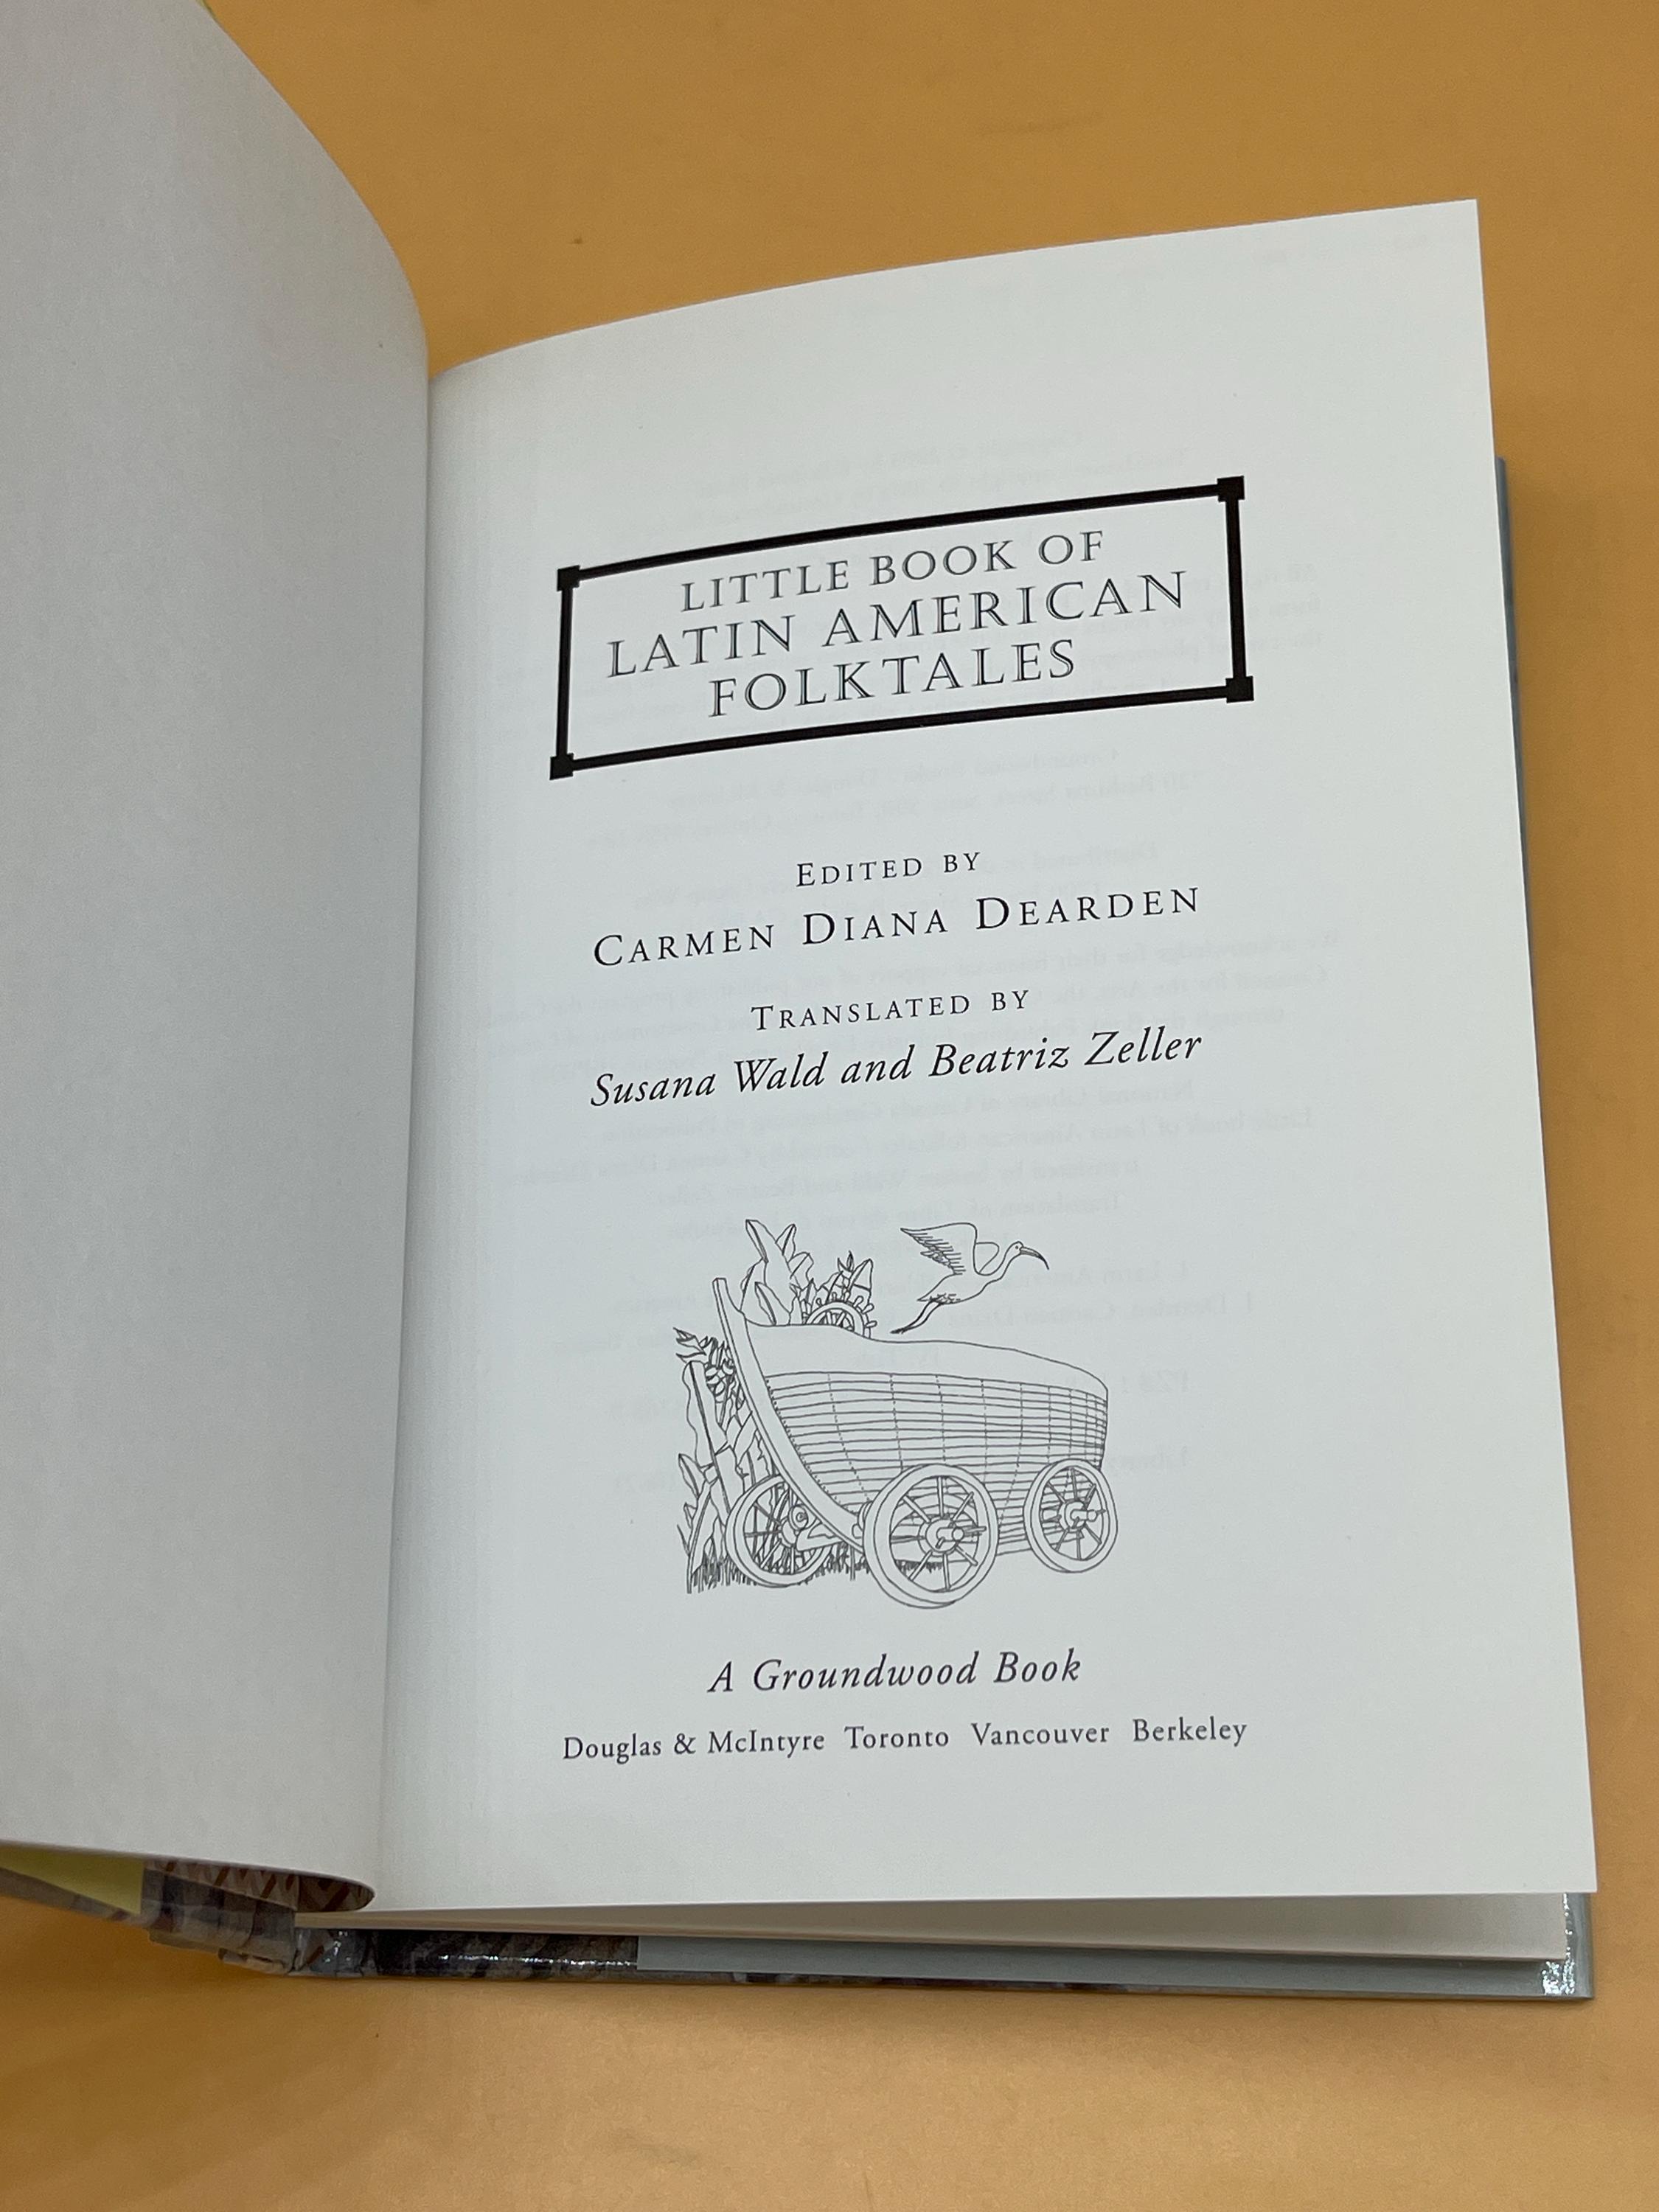 LITTLE BOOK OF
LATIN AMERICAN
FOLKTALES
EDITED BY
CARMEN DIANA DEARDEN
TRANSLATED BY
Susana Wald and Beatriz Zeller
A Groundwood Book
Douglas & McIntyre Toronto Vancouver Berkeley